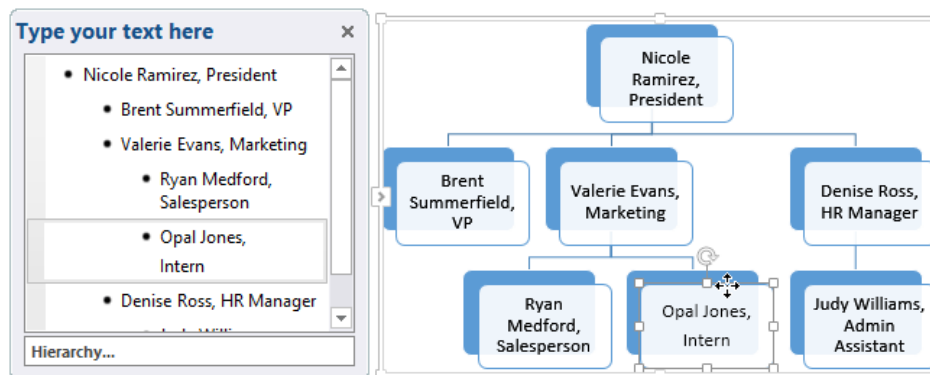 Type your text here
Nicole Ramirez, President
Brent Summerfield, VP
Valerie Evans, Marketing
Ryan Medford,
Salesperson
Opal Jones,
Intern
Denise Ross, HR Manager
Hierarchy...
Nicole
Ramirez,
President
Brent
Summerfield,
VP
Valerie Evans,
Marketing
Denise Ross,
HR Manager
Ryan
Medford,
Salesperson
Opal Jones,
Intern
Judy Williams,
Admin
Assistant